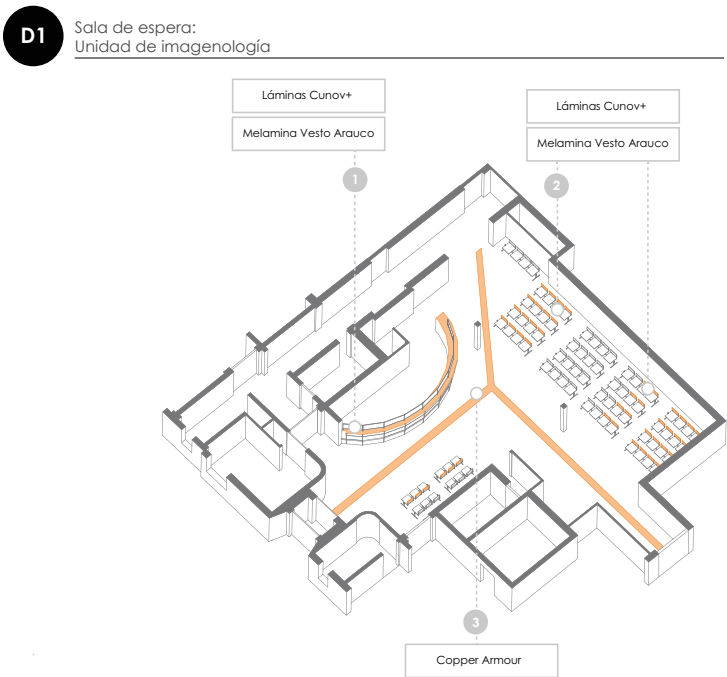 D1
Sala de espera:
Unidad de imagenología
Láminas Cunov+
Melamina Vesto Arauco
1
Láminas Cunov+
Melamina Vesto Arauco
2
3
Copper Armour